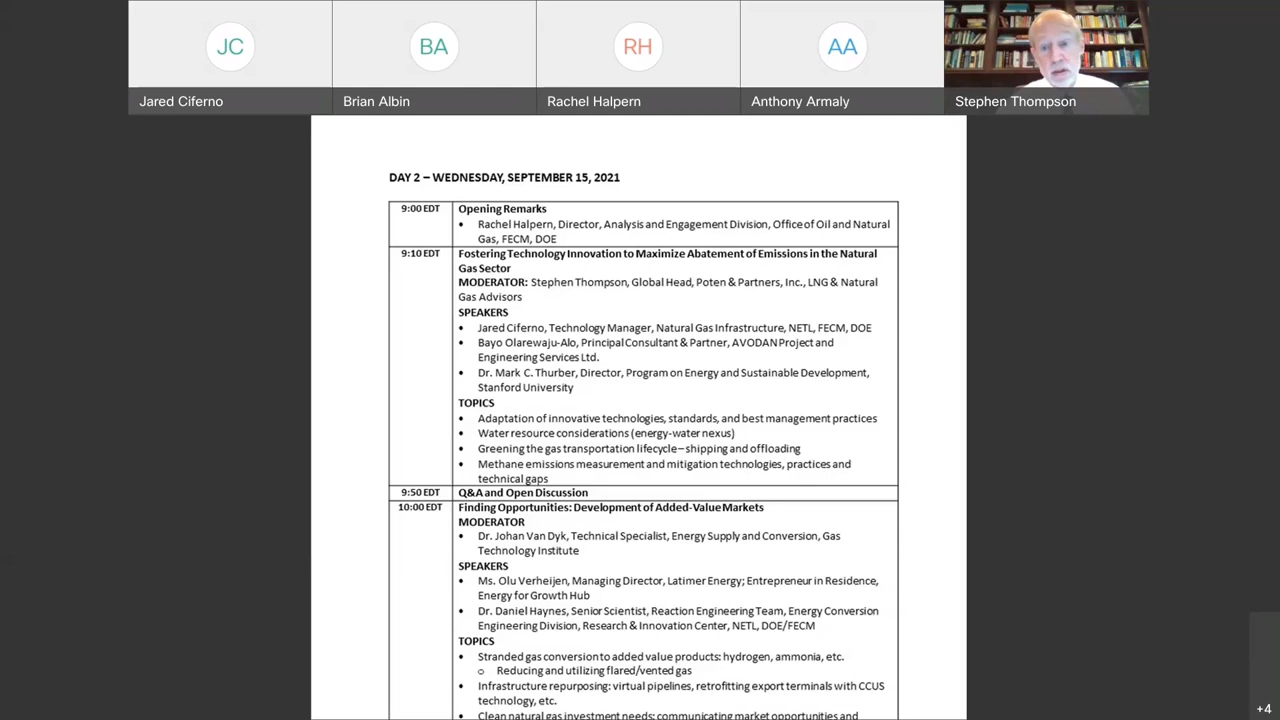 JC
BA
RH
AA
Jared Ciferno
Brian Albin
Rachel Halpern
Anthony Armaly
Stephen Thompson
DAY 2 – WEDNESDAY, SEPTEMBER 15, 2021
9:00 EDT
Opening Remarks
• Rachel Halpern, Director, Analysis and Engagement Division, Office of Oil and Natural
Gas, FECM, DOE
9:10 EDT
Fostering Technology Innovation to Maximize Abatement of Emissions in the Natural
Gas Sector
MODERATOR: Stephen Thompson, Global Head, Poten & Partners, Inc., LNG & Natural
Gas Advisors
SPEAKERS
• Jared Ciferno, Technology Manager, Natural Gas Infrastructure, NETL, FECM, DOE
• Bayo Olarewaju-Alo, Principal Consultant & Partner, AVODAN Project and
Engineering Services Ltd.
• Dr. Mark C. Thurber, Director, Program on Energy and Sustainable Development,
Stanford University
TOPICS
• Adaptation of innovative technologies, standards, and best management practices
• Water resource considerations (energy-water nexus)
• Greening the gas transportation lifecycle – shipping and offloading
• Methane emissions measurement and mitigation technologies, practices and
technical gaps
9:50 EDT
Q&A and Open Discussion
10:00 EDT
Finding Opportunities: Development of Added-Value Markets
MODERATOR
• Dr. Johan Van Dyk, Technical Specialist, Energy Supply and Conversion, Gas
Technology Institute
SPEAKERS
• Ms. Olu Verheijen, Managing Director, Latimer Energy; Entrepreneur in Residence,
Energy for Growth Hub
• Dr. Daniel Haynes, Senior Scientist, Reaction Engineering Team, Energy Conversion
Engineering Division, Research & Innovation Center, NETL, DOE/FECM
TOPICS
• Stranded gas conversion to added value products: hydrogen, ammonia, etc.
o Reducing and utilizing flared/vented gas
• Infrastructure repurposing: virtual pipelines, retrofitting export terminals with CCUS
technology, etc.
• Clean natural gas investment needs: communicating market opportunities and
+4